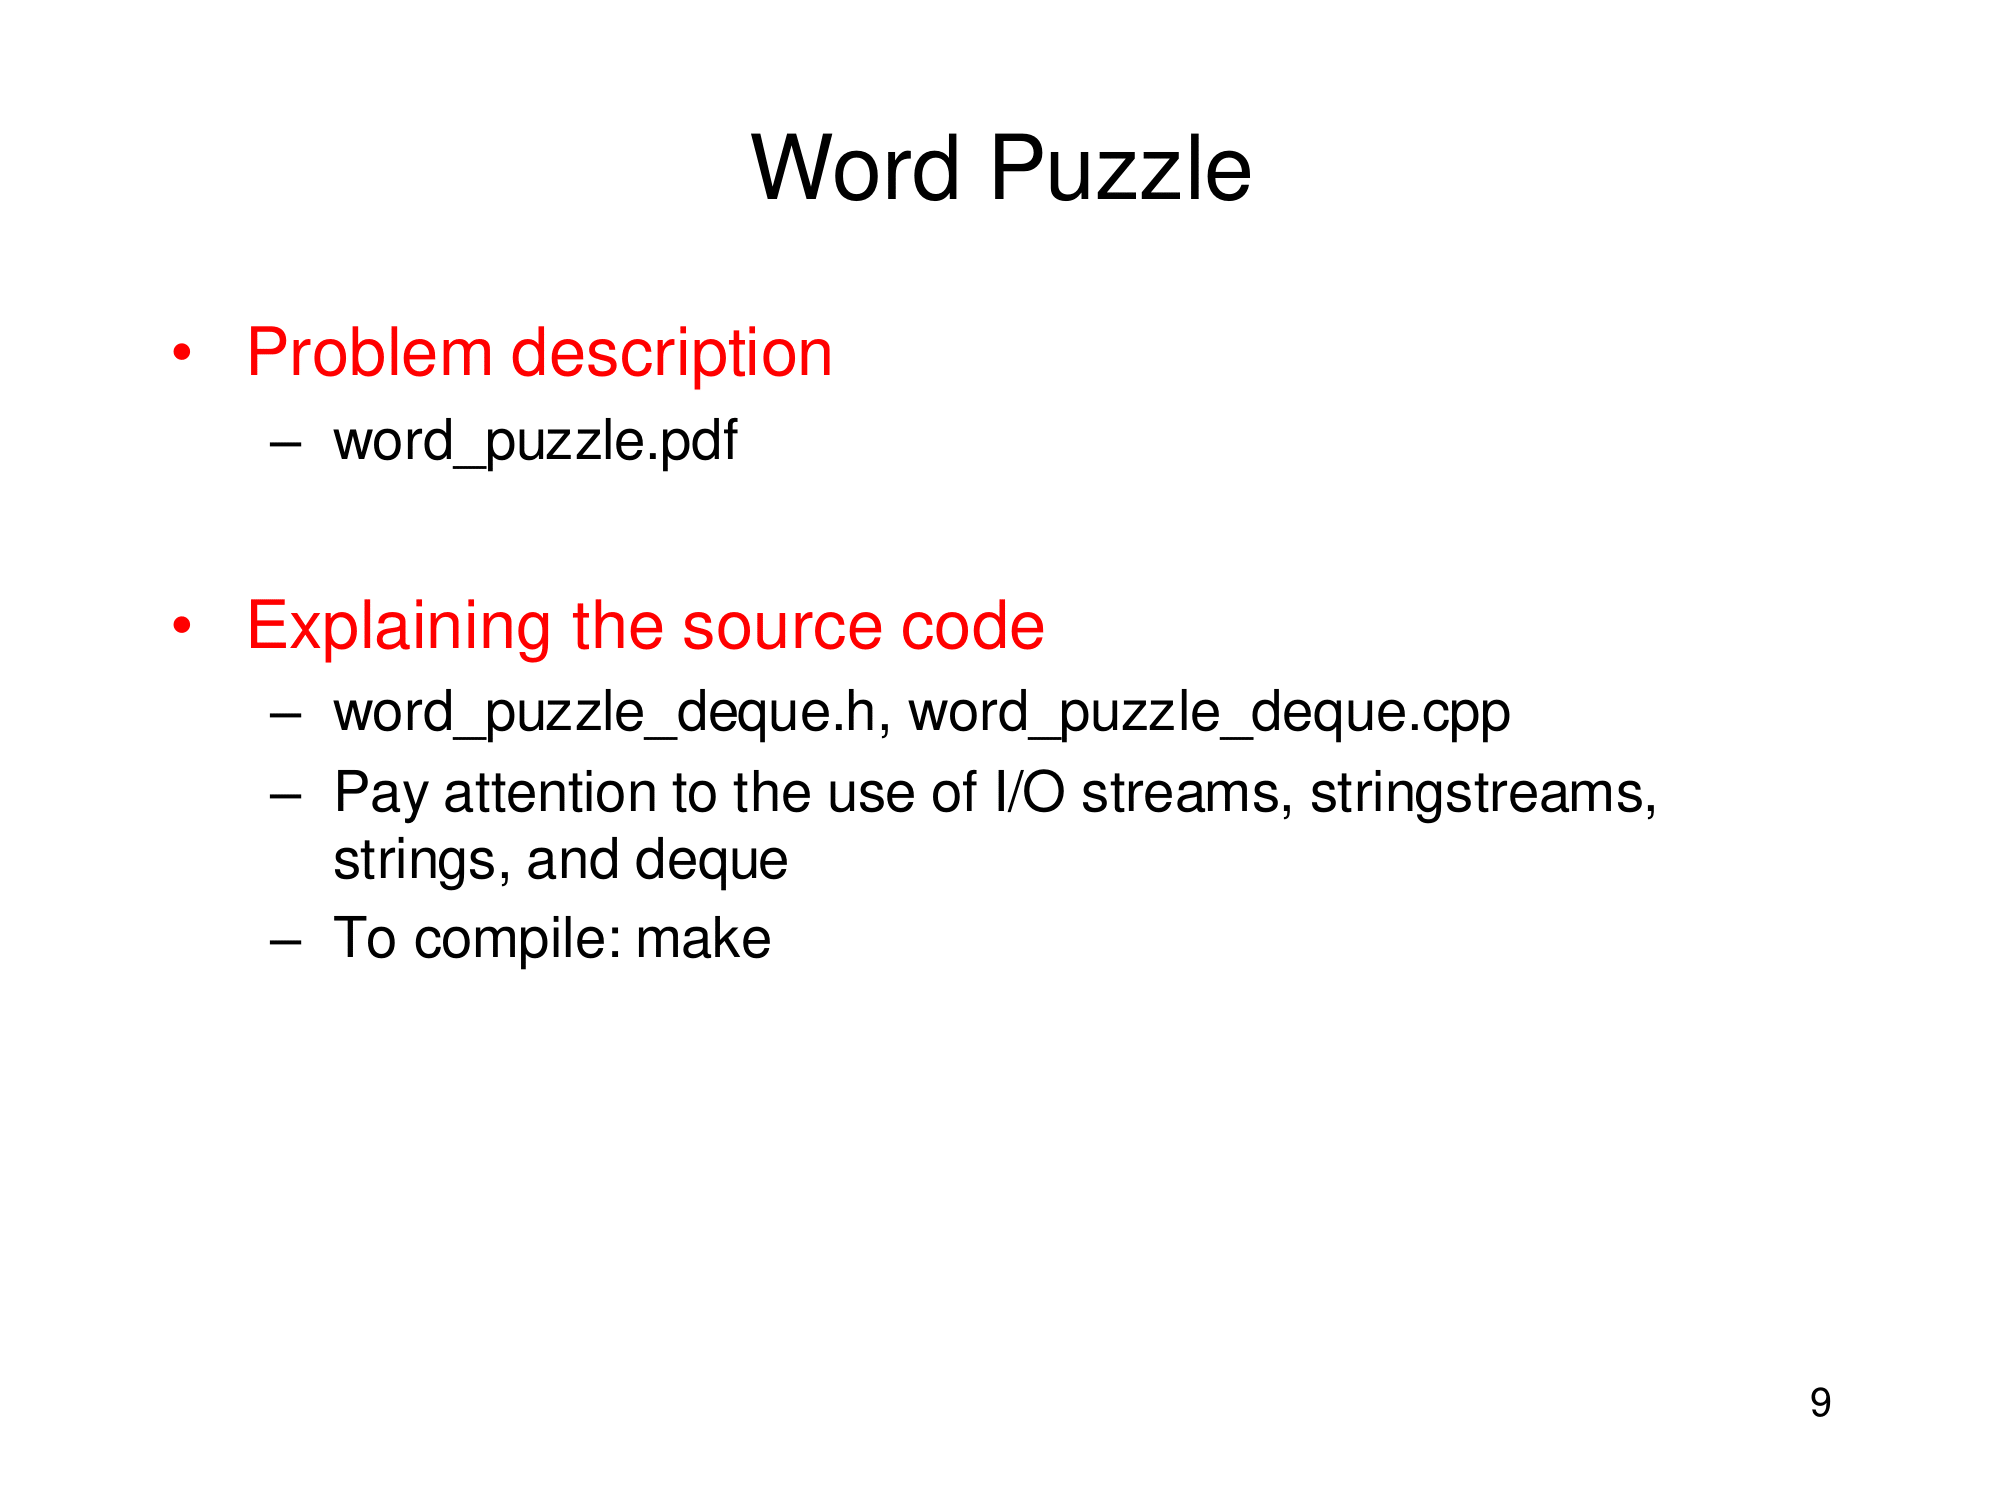 Word Puzzle
• Problem description
– word_puzzle.pdf
• Explaining the source code
– word_puzzle_deque.h, word_puzzle_deque.cpp
– Pay attention to the use of I/O streams, stringstreams,
strings, and deque
– To compile: make
9